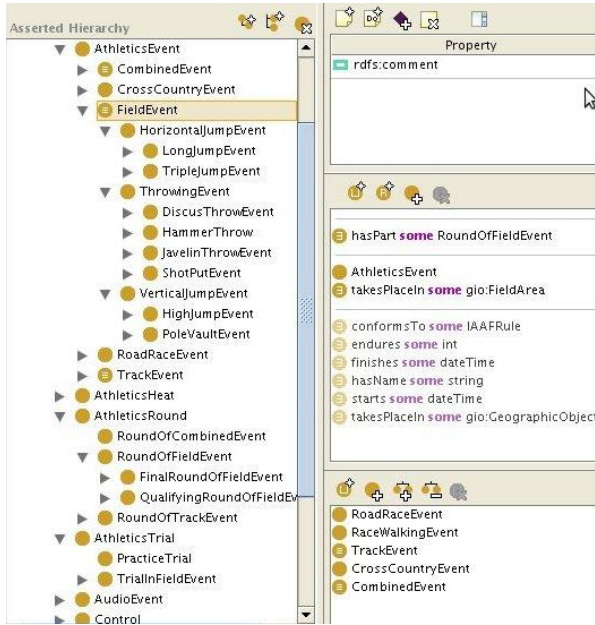 Asserted Hierarchy
AthleticsEvent
CombinedEvent
CrossCountryEvent
FieldEvent
HorizontalJumpEvent
LongJumpEvent
TripleJumpEvent
ThrowingEvent
DiscusThrowEvent
HammerThrow
JavelinThrowEvent
ShotPutEvent
VerticalJumpEvent
HighJumpEvent
PoleVaultEvent
RoadRaceEvent
TrackEvent
AthleticsHeat
AthleticsRound
RoundOfCombinedEvent
RoundOfFieldEvent
FinalRoundOfFieldEvent
QualifyingRoundOfFieldEv
RoundOfTrackEvent
AthleticsTrial
PracticeTrial
TrialInFieldEvent
AudioEvent
Control
Property
rdfs:comment
hasPart some RoundOfFieldEvent
AthleticsEvent
takesPlaceIn some gio:FieldArea
conformsTo some IAAFRule
endures some int
finishes some dateTime
hasName some string
starts some dateTime
takesPlaceIn some gio:GeographicObject
RoadRaceEvent
RaceWalkingEvent
TrackEvent
CrossCountryEvent
CombinedEvent